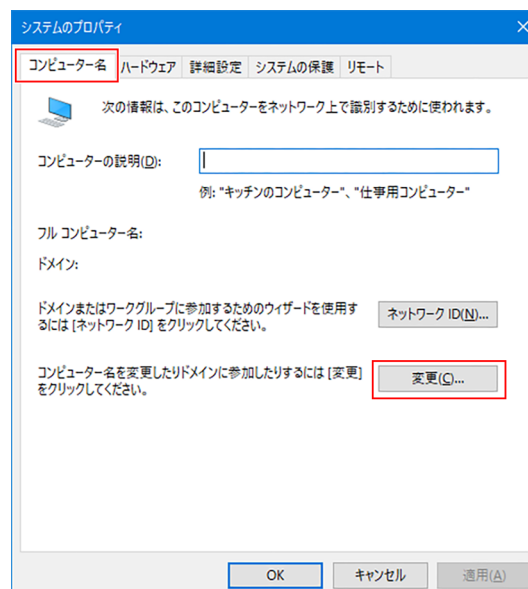 システムのプロパティ
コンピューター名 ハードウェア 詳細設定 システムの保護 リモート
次の情報は、このコンピューターをネットワーク上で識別するために使われます。
コンピューターの説明(D):
例: "キッチンのコンピューター"、"仕事用コンピューター"
フル コンピューター名:
ドメイン:
ドメインまたはワークグループに参加するためのウィザードを使用す
るには [ネットワーク ID] をクリックしてください。
ネットワーク ID(N)...
コンピューター名を変更したりドメインに参加したりするには [変更]
をクリックしてください。
変更(C)...
OK キャンセル 適用(A)